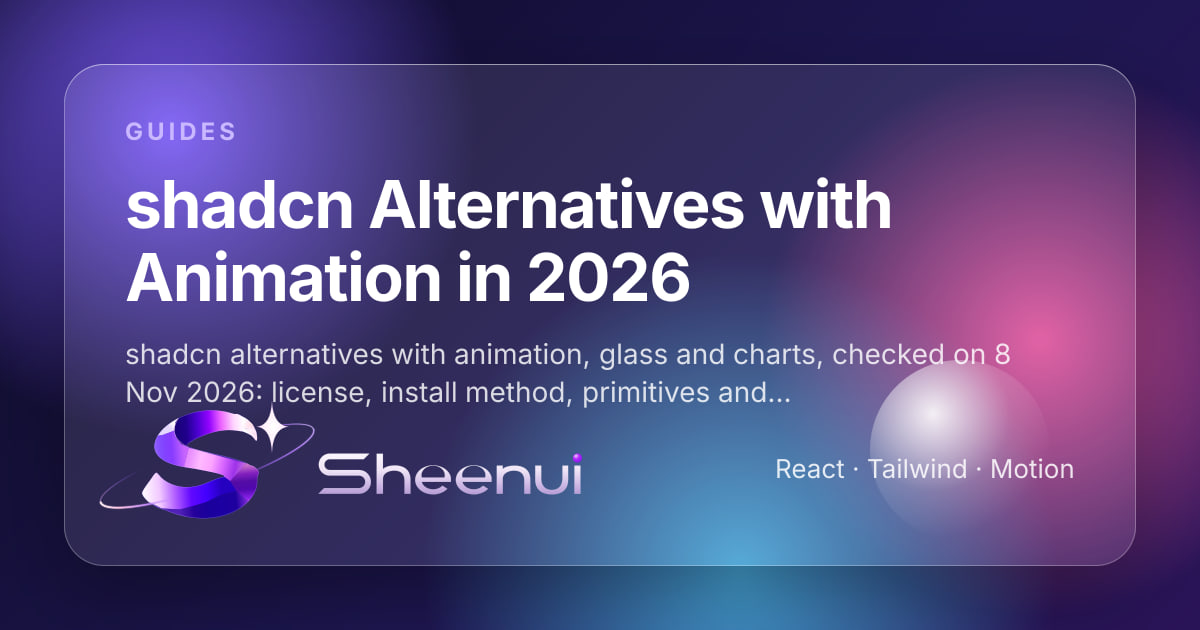 GUIDES
shadcn Alternatives with
Animation in 2026
shadcn alternatives with animation, glass and charts, checked on 8
Nov 2026: license, install method, primitives and...
Sheenui
React · Tailwind · Motion